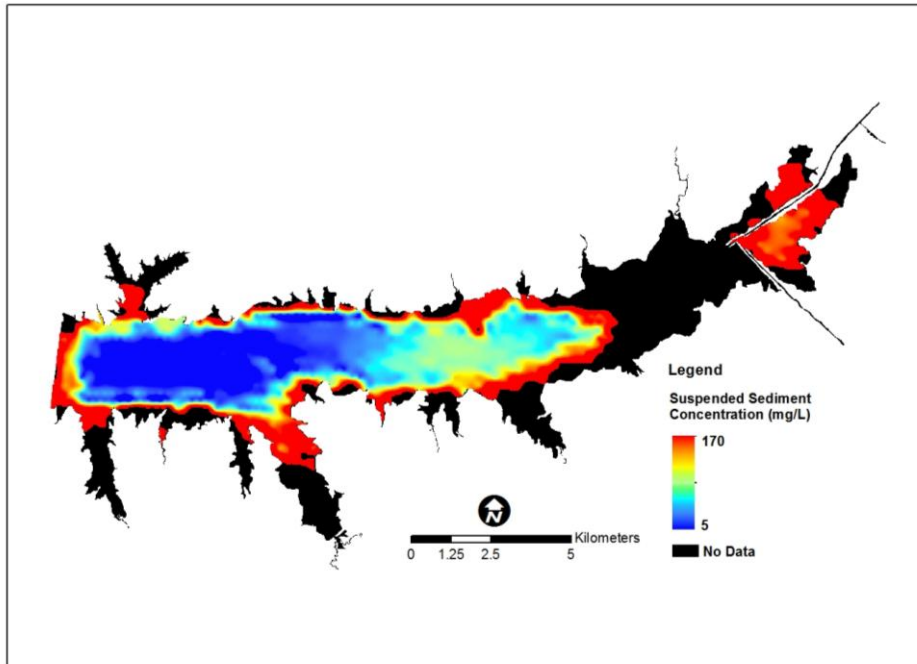 Legend
Suspended Sediment
Concentration (mg/L)
170
5
No Data
N
Kilometers
0 1.25 2.5 5